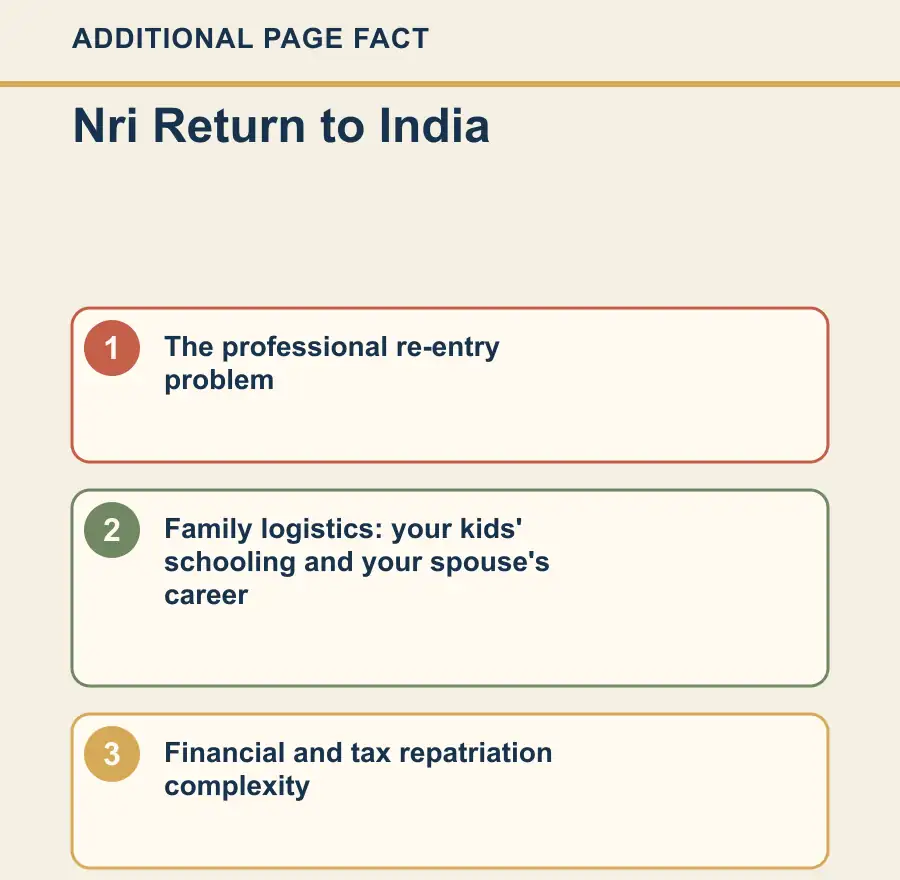 ADDITIONAL PAGE FACT
Nri Return to India
1
The professional re-entry
problem
2
Family logistics: your kids'
schooling and your spouse's
career
3
Financial and tax repatriation
complexity